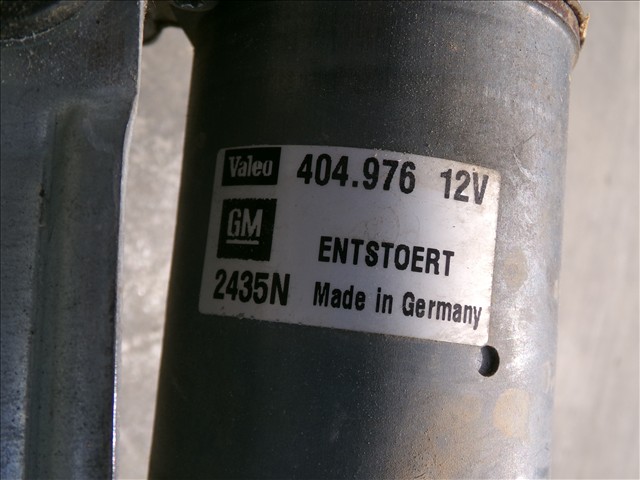 Valeo 404.976 12V
GM
ENTSTOERT
2435N Made in Germany